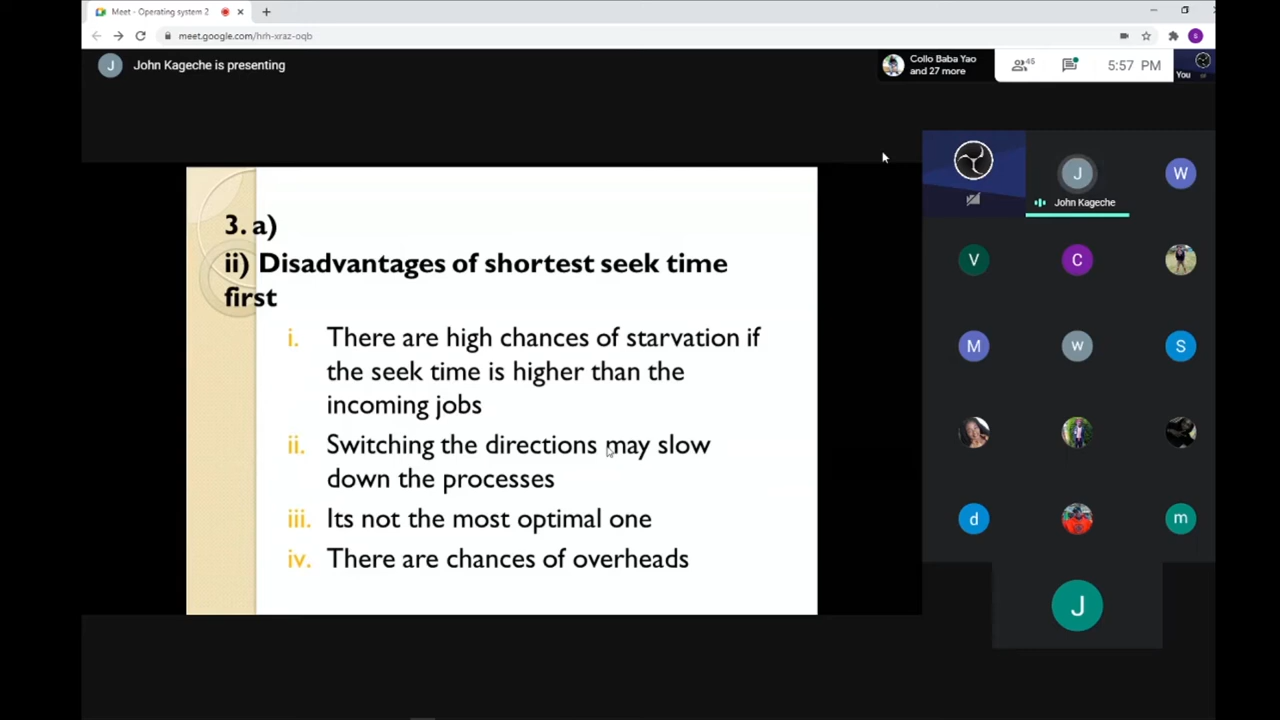 Meet - Operating system 2
meet.google.com/hrh-xraz-oqb
G
J
John Kageche is presenting
Collo Baba Yao
and 27 more
45
5:57 PM
You
3. a)
ii) Disadvantages of shortest seek time
first
i. There are high chances of starvation if
the seek time is higher than the
incoming jobs
ii. Switching the directions may slow
down the processes
iii. Its not the most optimal one
iv. There are chances of overheads
J
John Kageche
W
V
C
M
w
S
d
m
J